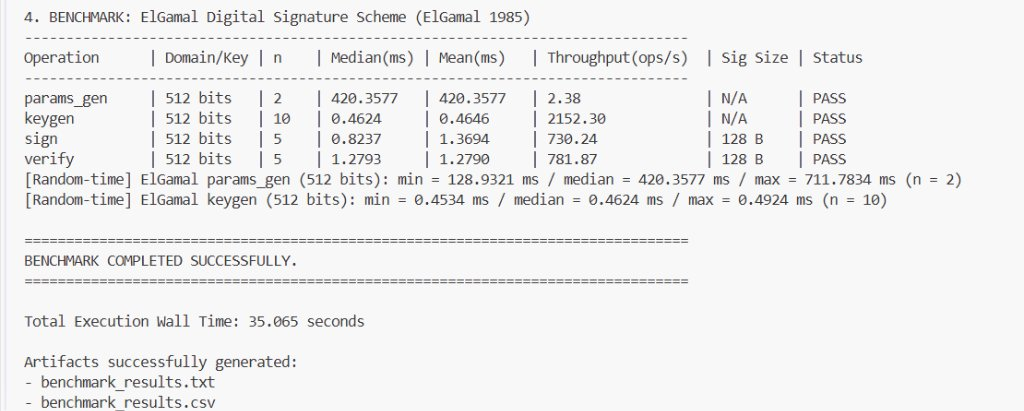 4. BENCHMARK: ElGamal Digital Signature Scheme (ElGamal 1985)
--------------------------------------------------------------------------------
Operation | Domain/Key | n | Median(ms) | Mean(ms) | Throughput(ops/s) | Sig Size | Status
--------------------------------------------------------------------------------
params_gen | 512 bits | 2 | 420.3577 | 420.3577 | 2.38 | N/A | PASS
keygen | 512 bits | 10 | 0.4624 | 0.4646 | 2152.30 | N/A | PASS
sign | 512 bits | 5 | 0.8237 | 1.3694 | 730.24 | 128 B | PASS
verify | 512 bits | 5 | 1.2793 | 1.2790 | 781.87 | 128 B | PASS
[Random-time] ElGamal params_gen (512 bits): min = 128.9321 ms / median = 420.3577 ms / max = 711.7834 ms (n = 2)
[Random-time] ElGamal keygen (512 bits): min = 0.4534 ms / median = 0.4624 ms / max = 0.4924 ms (n = 10)
================================================================================
BENCHMARK COMPLETED SUCCESSFULLY.
================================================================================
Total Execution Wall Time: 35.065 seconds
Artifacts successfully generated:
- benchmark_results.txt
- benchmark_results.csv